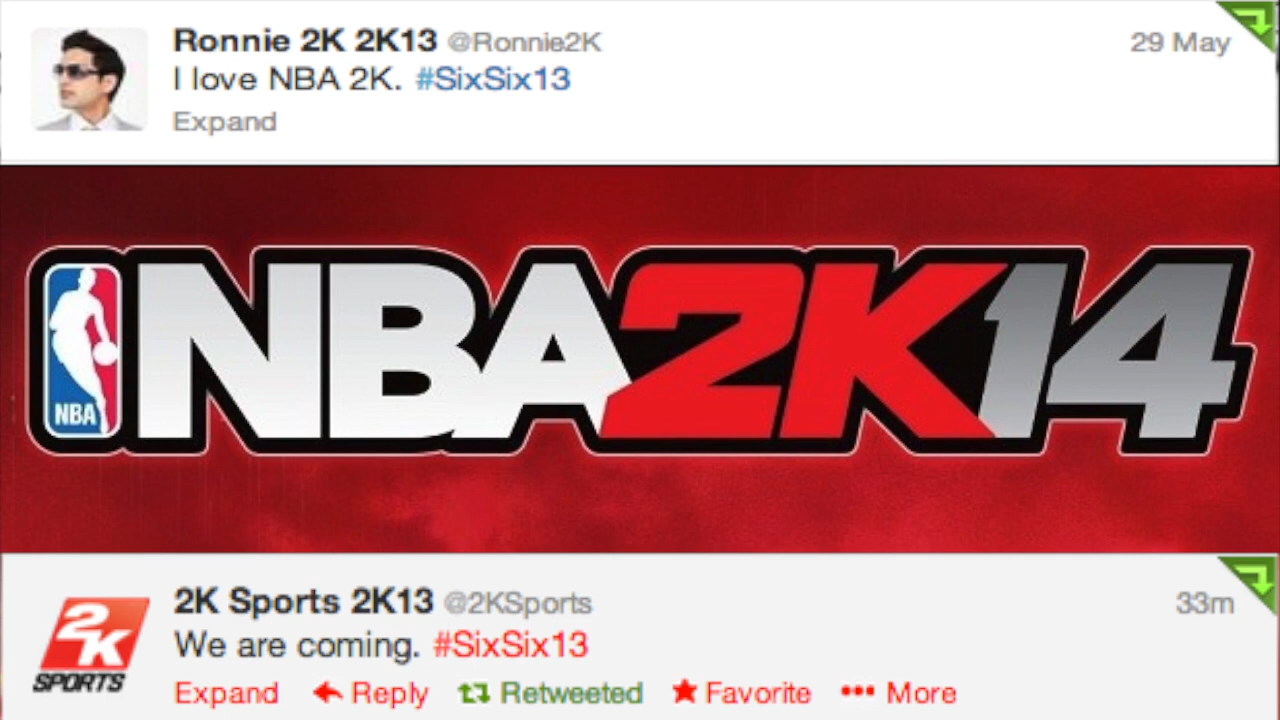 Ronnie 2K 2K13 @Ronnie2K 29 May
I love NBA 2K. #SixSix13
Expand
NBA2K14
NBA
2K Sports 2K13 @2KSports 33m
We are coming. #SixSix13
2K
SPORTS
Expand Reply Retweeted Favorite More